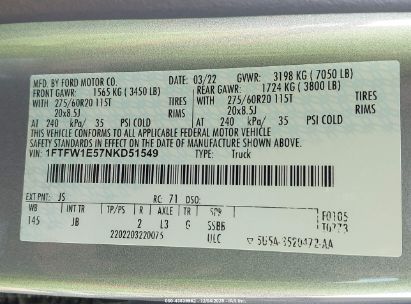 MFD. BY FORD MOTOR CO.
DATE: 03/22 GVWR: 3198 KG (7050 LB)
FRONT GAWR: 1565 KG (3450 LB) REAR GAWR: 1724 KG (3800 LB)
WITH 275/60R20 115T TIRES WITH 275/60R20 115T TIRES
20x8.5J RIMS 20x8.5J RIMS
AT 240 kPa/ 35 PSI COLD AT 240 kPa/ 35 PSI COLD
THIS VEHICLE CONFORMS TO ALL APPLICABLE FEDERAL MOTOR VEHICLE
SAFETY STANDARDS IN EFFECT ON THE DATE OF MANUFACTURE SHOWN ABOVE.
VIN: 1FTFW1E57NKD51549 TYPE: Truck
EXT PNT: JS RC: 71 DSO:
WB INT TR TP/PS R AXLE TR SPR
145 JB 2 L3 G SSBB
2202203220075 ULC
F0105
T0273